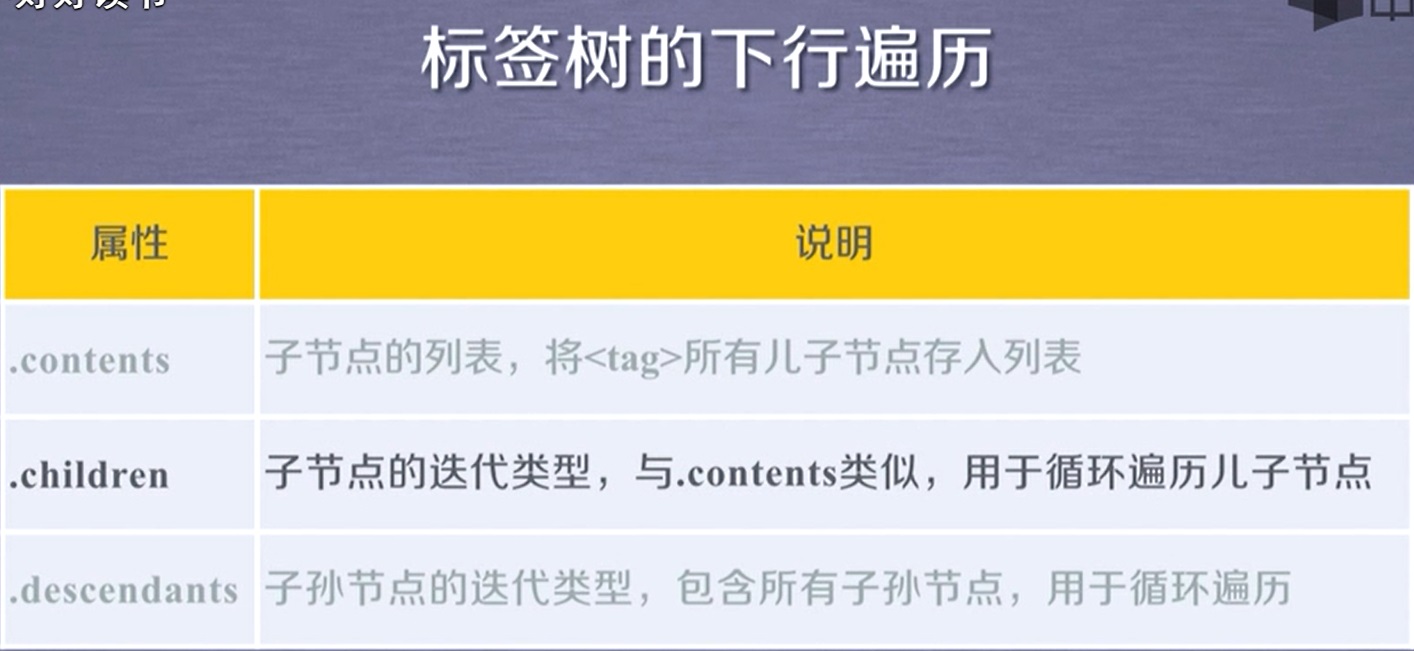 标签树的下行遍历
属性 说明
.contents 子节点的列表，将<tag>所有儿子节点存入列表
.children 子节点的迭代类型，与.contents类似，用于循环遍历儿子节点
.descendants 子孙节点的迭代类型，包含所有子孙节点，用于循环遍历